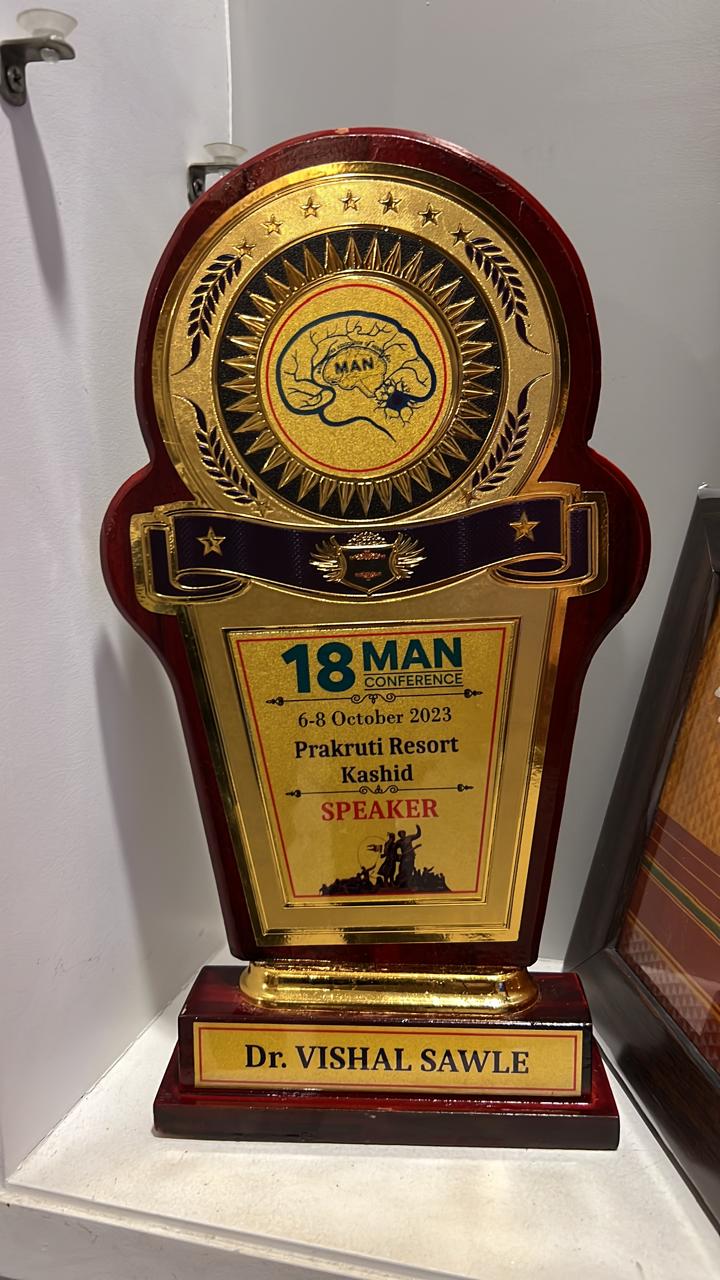 MAN
18 MAN
CONFERENCE
6-8 October 2023
Prakruti Resort
Kashid
SPEAKER
Dr. VISHAL SAWLE